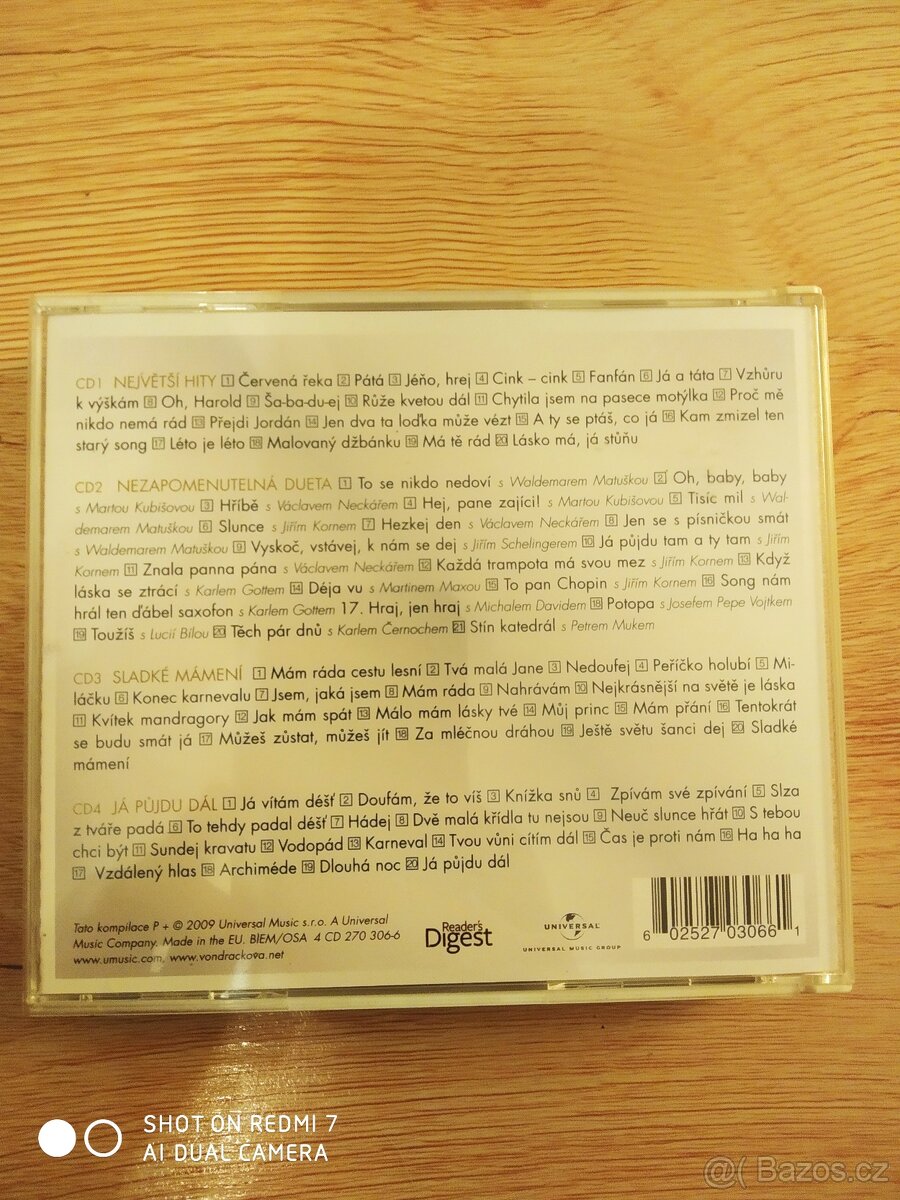 CD1 NEJVĚTŠÍ HITY 1 Červená řeka 2 Pátá 3 Jéňo, hrej 4 Cink – cink 5 Fanfán 6 Já a táta 7 Vzhůru
k výškám 8 Oh, Harold 9 Ša-ba-du-ej 10 Růže kvetou dál 11 Chytila jsem na pasece motýlka 12 Proč mě
nikdo nemá rád 13 Přejdi Jordán 14 Jen dva ta loďka může vézt 15 A ty se ptáš, co já 16 Kam zmizel ten
starý song 17 Léto je léto 18 Malovaný džbánku 19 Má tě rád 20 Lásko má, já stůňu
CD2 NEZAPOMENUTELNÁ DUETA 1 To se nikdo nedoví s Waldemarem Matuškou 2 Oh, baby, baby
s Martou Kubišovou 3 Hříbě s Václavem Neckářem 4 Hej, pane zajíci! s Martou Kubišovou 5 Tisíc mil s Wal-
demarem Matuškou 6 Slunce s Jiřím Kornem 7 Hezkej den s Václavem Neckářem 8 Jen se s písničkou smát
s Waldemarem Matuškou 9 Vyskoč, vstávej, k nám se dej s Jiřím Schelingerem 10 Já půjdu tam a ty tam s Jiřím
Kornem 11 Znala panna pána s Václavem Neckářem 12 Každá trampota má svou mez s Jiřím Kornem 13 Když
láska se ztrácí s Karlem Gottem 14 Déja vu s Martinem Maxou 15 To pan Chopin s Jiřím Kornem 16 Song nám
hrál ten ďábel saxofon s Karlem Gottem 17. Hraj, jen hraj s Michalem Davidem 18 Potopa s Josefem Pepe Vojtkem
19 Toužíš s Lucií Bílou 20 Těch pár dnů s Karlem Černochem 21 Stín katedrál s Petrem Mukem
CD3 SLADKÉ MÁMENÍ 1 Mám ráda cestu lesní 2 Tvá malá Jane 3 Nedoufej 4 Peříčko holubí 5 Mi-
láčku 6 Konec karnevalu 7 Jsem, jaká jsem 8 Mám ráda 9 Nahrávám 10 Nejkrásnější na světě je láska
11 Kvítek mandragory 12 Jak mám spát 13 Málo mám lásky tvé 14 Můj princ 15 Mám přání 16 Tentokrát
se budu smát já 17 Můžeš zůstat, můžeš jít 18 Za mléčnou dráhou 19 Ještě světu šanci dej 20 Sladké
mámení
CD4 JÁ PŮJDU DÁL 1 Já vítám déšť 2 Doufám, že to víš 3 Knížka snů 4 Zpívám své zpívání 5 Slza
z tváře padá 6 To tehdy padal déšť 7 Hádej 8 Dvě malá křídla tu nejsou 9 Neuč slunce hřát 10 S tebou
chci být 11 Sundej kravatu 12 Vodopád 13 Karneval 14 Tvou vůni cítím dál 15 Čas je proti nám 16 Ha ha ha
17 Vzdálený hlas 18 Archiméde 19 Dlouhá noc 20 Já půjdu dál
Tato kompilace P + © 2009 Universal Music s.r.o. A Universal
Music Company. Made in the EU. BIEM/OSA 4 CD 270 306-6
www.umusic.com, www.vondrackova.net
Reader's
Digest
UNIVERSAL
UNIVERSAL MUSIC GROUP
6 02527 03066 1
SHOT ON REDMI 7
AI DUAL CAMERA
@( Bazos.cz